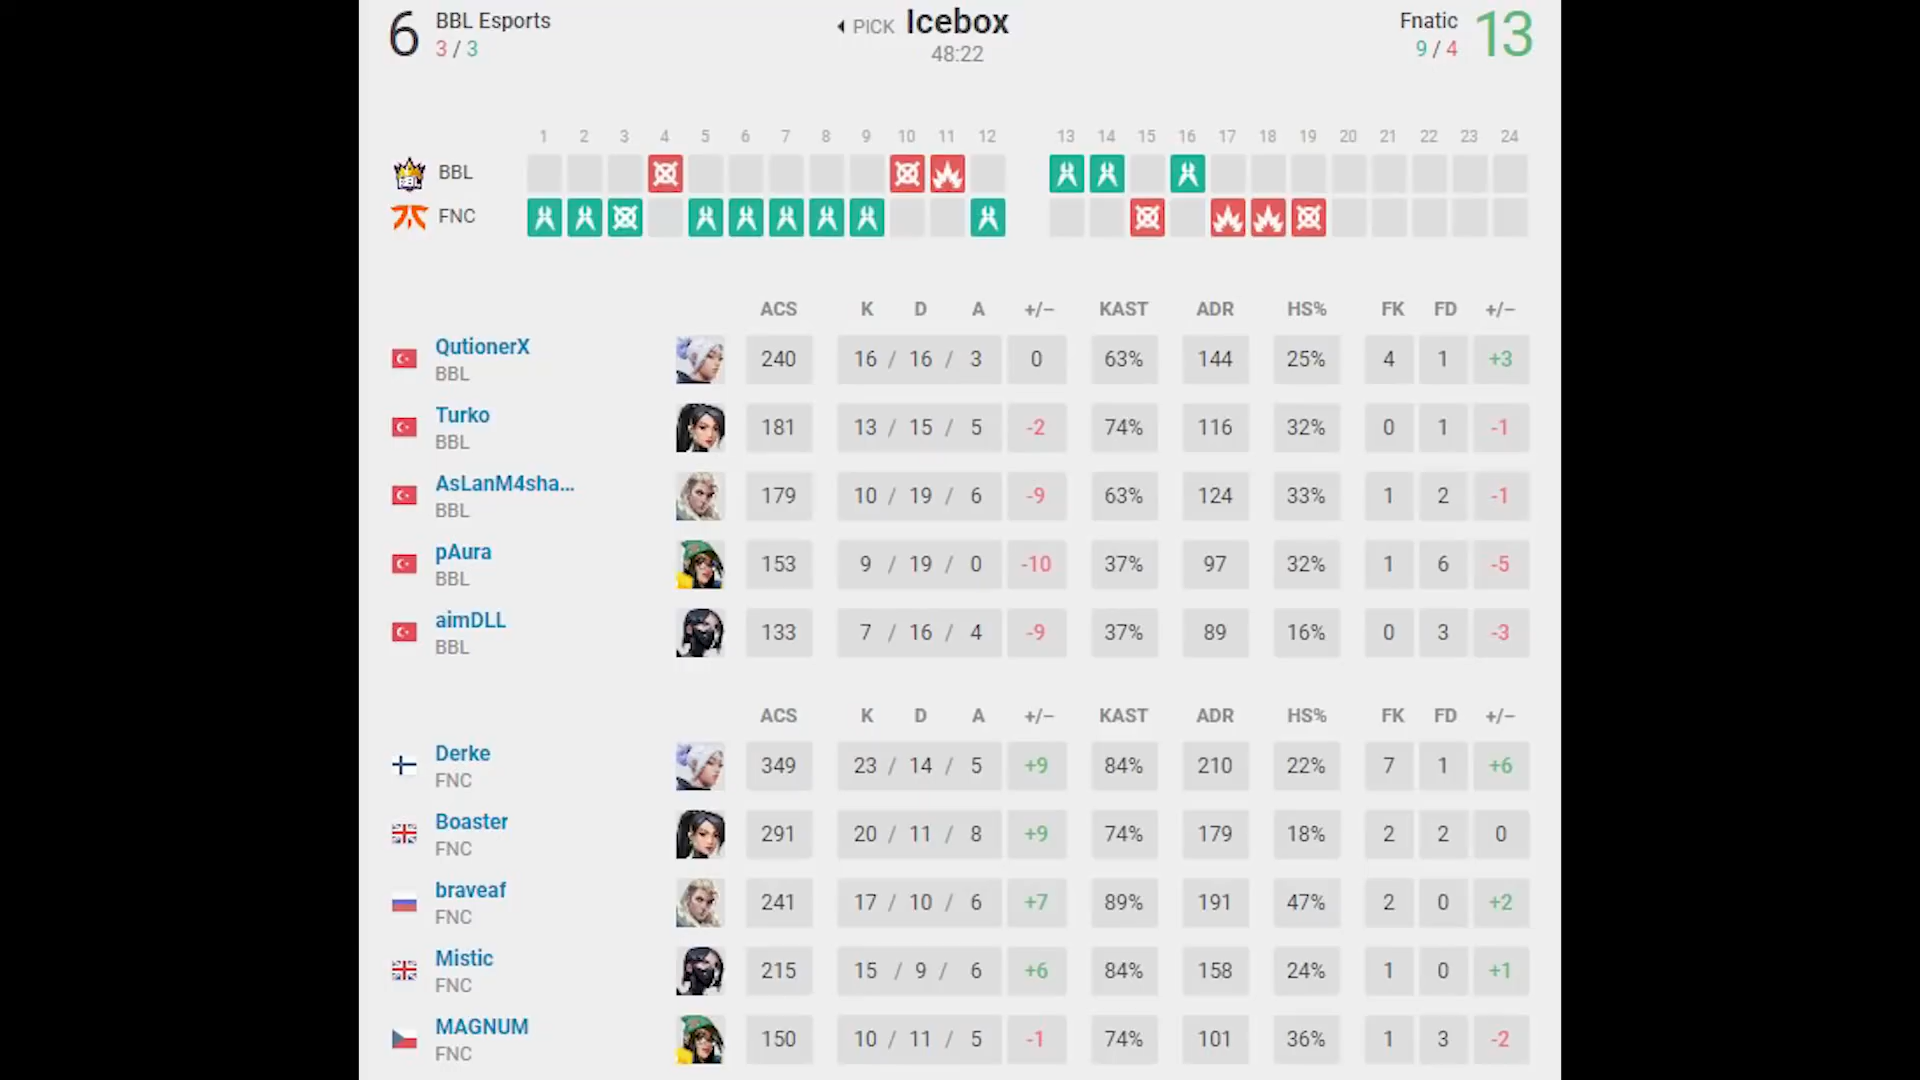 6 BBL Esports PICK Icebox Fnatic 13
3 / 3 48:22 9 / 4
1 2 3 4 5 6 7 8 9 10 11 12 13 14 15 16 17 18 19 20 21 22 23 24
BBL BBL
FNC
ACS K D A +/– KAST ADR HS% FK FD +/–
QutionerX 240 16 / 16 / 3 0 63% 144 25% 4 1 +3
BBL
Turko 181 13 / 15 / 5 -2 74% 116 32% 0 1 -1
BBL
AsLanM4sha... 179 10 / 19 / 6 -9 63% 124 33% 1 2 -1
BBL
pAura 153 9 / 19 / 0 -10 37% 97 32% 1 6 -5
BBL
aimDLL 133 7 / 16 / 4 -9 37% 89 16% 0 3 -3
BBL
ACS K D A +/– KAST ADR HS% FK FD +/–
Derke 349 23 / 14 / 5 +9 84% 210 22% 7 1 +6
FNC
Boaster 291 20 / 11 / 8 +9 74% 179 18% 2 2 0
FNC
braveaf 241 17 / 10 / 6 +7 89% 191 47% 2 0 +2
FNC
Mistic 215 15 / 9 / 6 +6 84% 158 24% 1 0 +1
FNC
MAGNUM 150 10 / 11 / 5 -1 74% 101 36% 1 3 -2
FNC